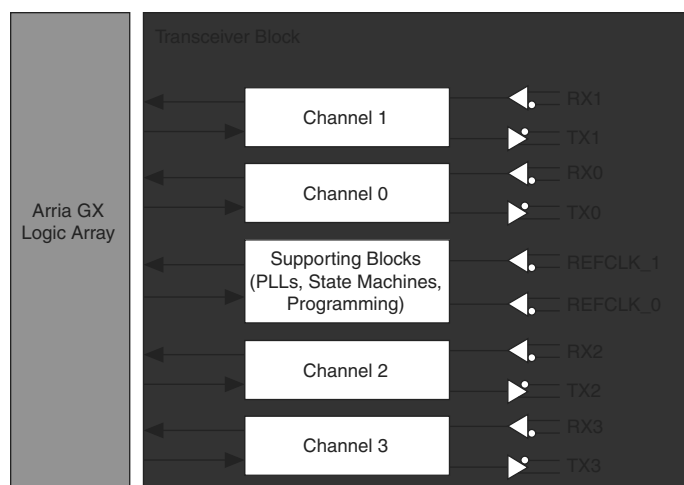 Transceiver Block
Arria GX
Logic Array
Channel 1
RX1
TX1
Channel 0
RX0
TX0
Supporting Blocks
(PLLs, State Machines,
Programming)
REFCLK_1
REFCLK_0
Channel 2
RX2
TX2
Channel 3
RX3
TX3